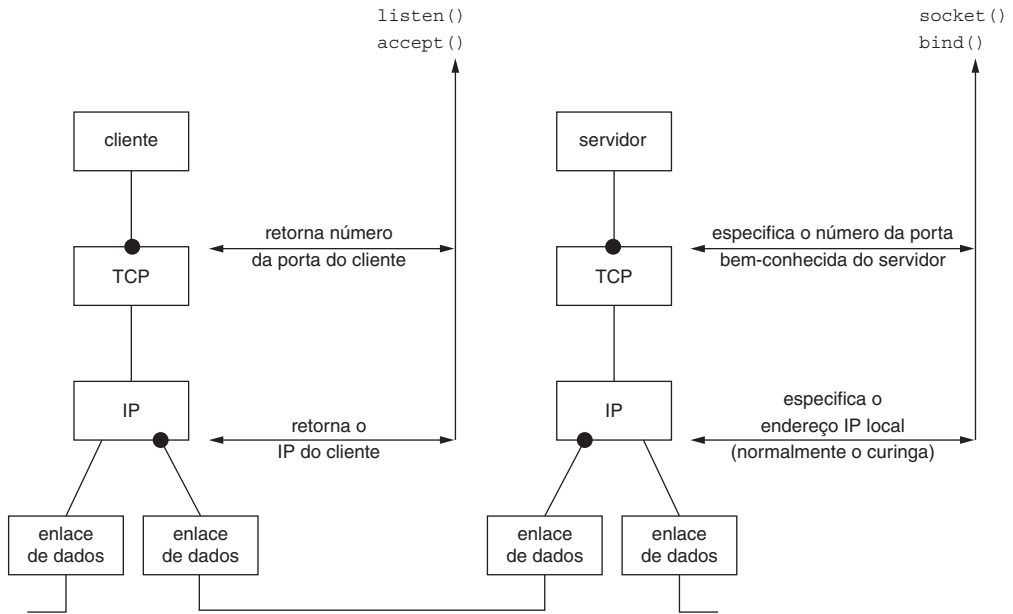 listen()
accept()
socket()
bind()
cliente
servidor
retorna número
da porta do cliente
especifica o número da porta
bem-conhecida do servidor
TCP
TCP
IP
retorna o
IP do cliente
IP
especifica o
endereço IP local
(normalmente o curinga)
enlace
de dados
enlace
de dados
enlace
de dados
enlace
de dados